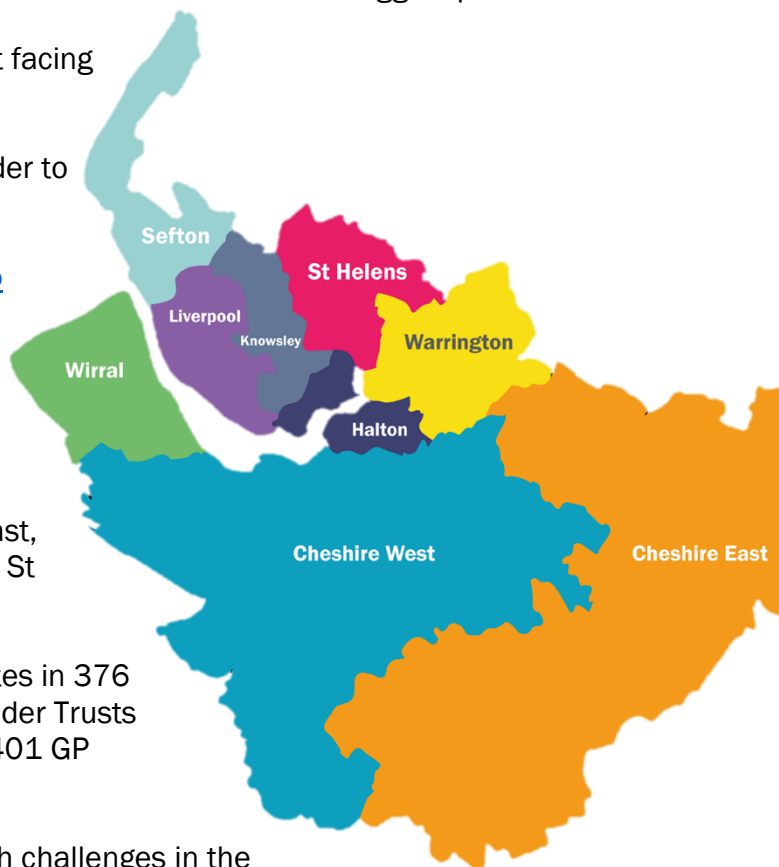 facing
der to
Sefton
St Helens
Liverpool
Knowsley
Warrington
Wirral
Halton
Cheshire West
Cheshire East
ast,
St
es in 376
der Trusts
401 GP
h challenges in the